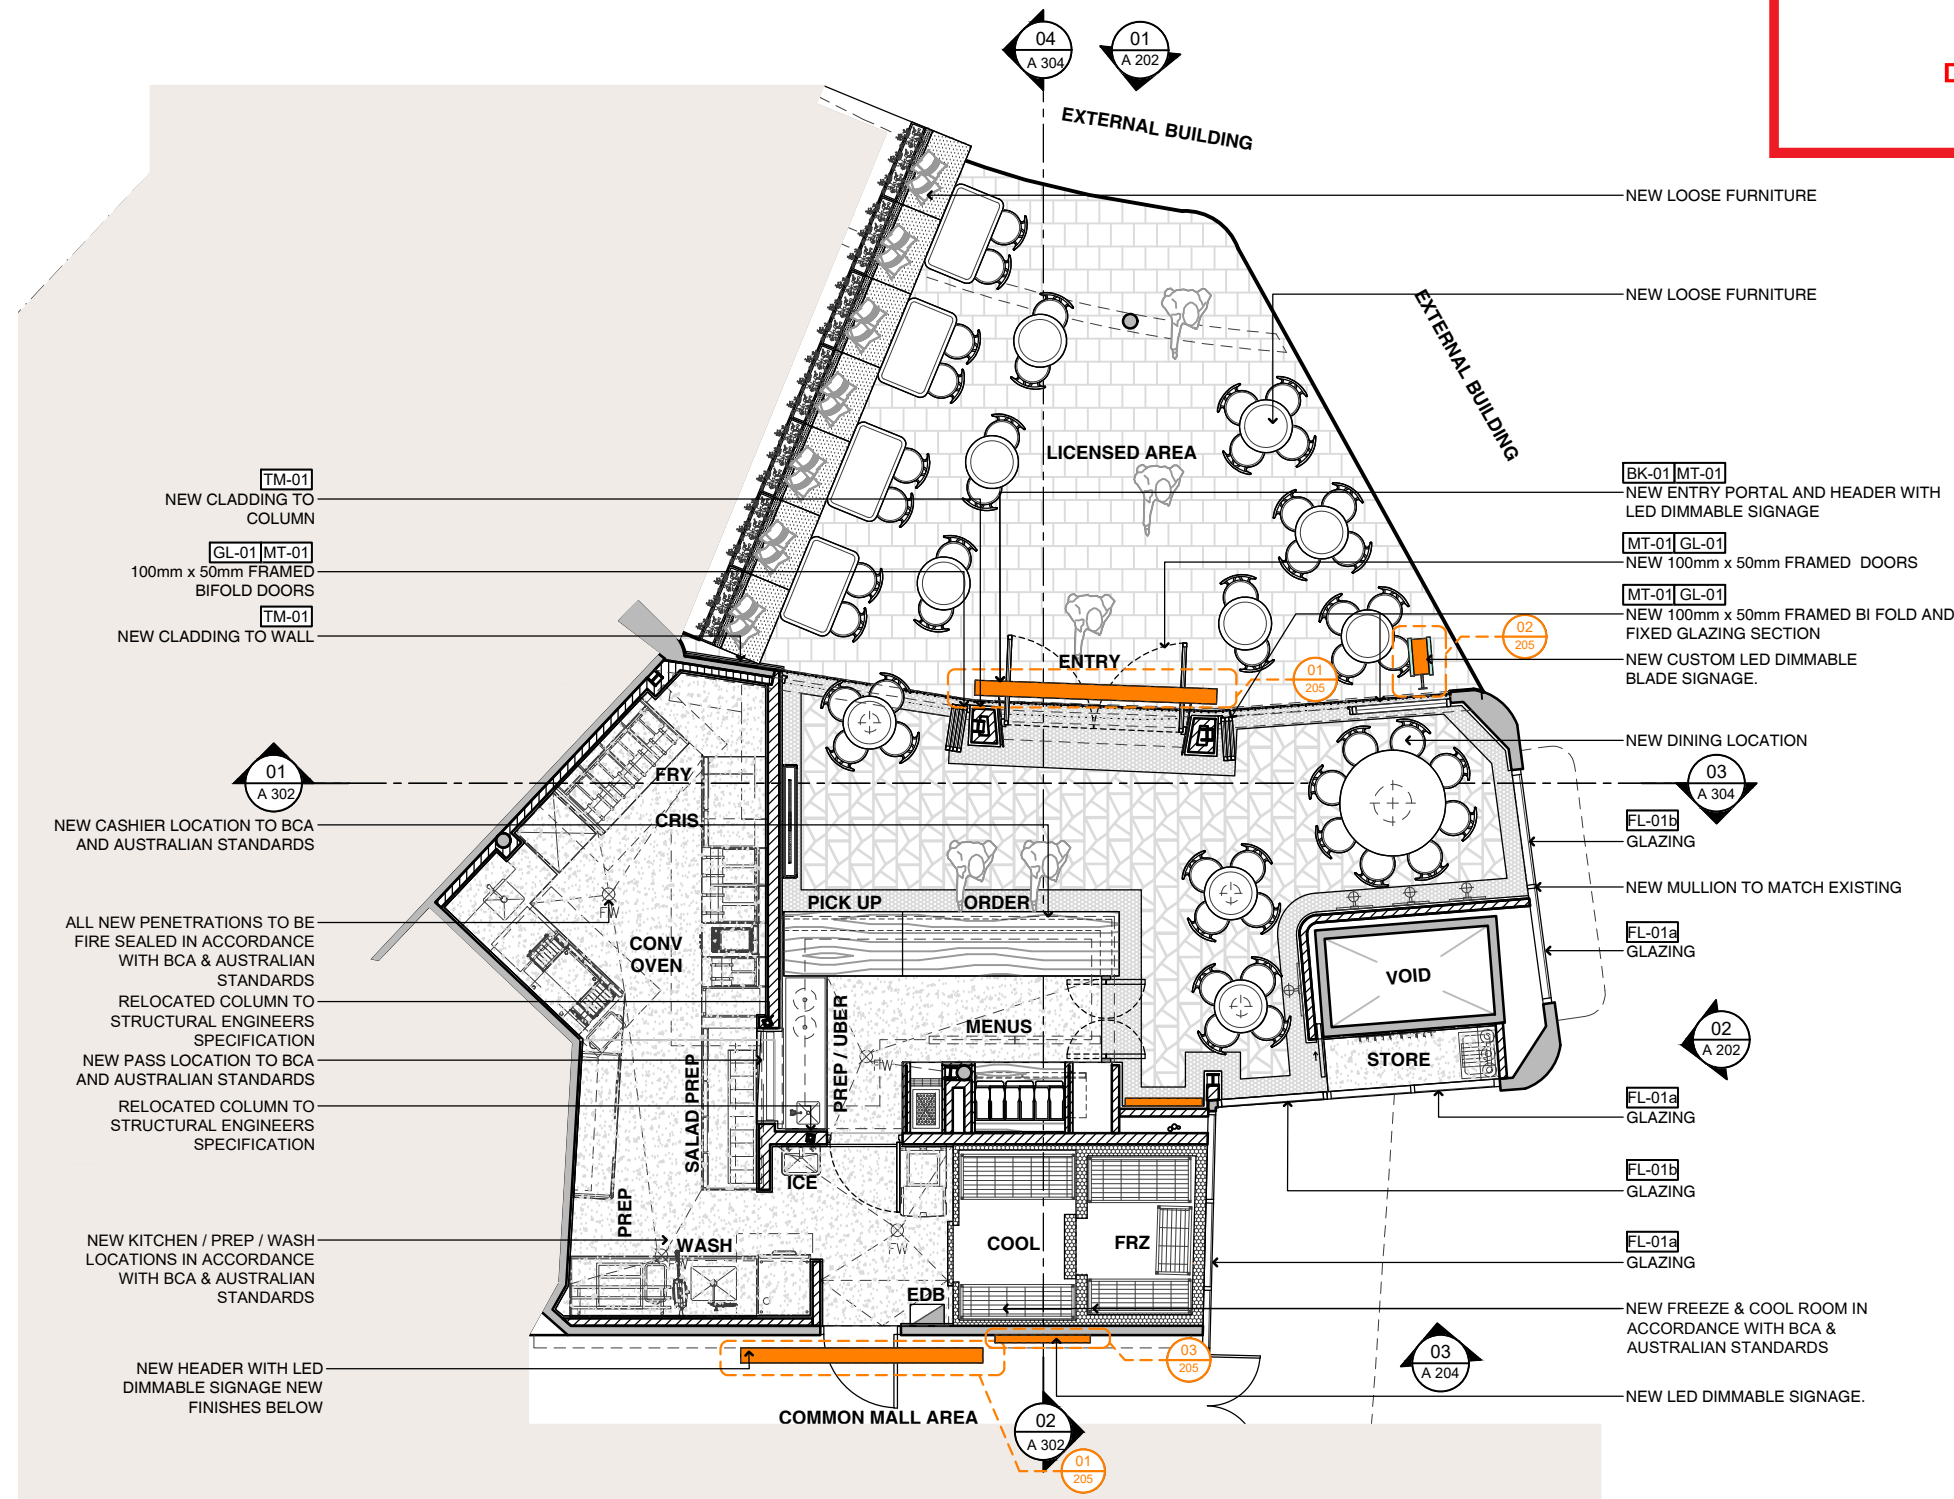 04
A 304
01
A 202
EXTERNAL BUILDING
NEW LOOSE FURNITURE
NEW LOOSE FURNITURE
EXTERNAL BUILDING
LICENSED AREA
TM-01
NEW CLADDING TO
COLUMN
GL-01 MT-01
100mm x 50mm FRAMED
BIFOLD DOORS
TM-01
NEW CLADDING TO WALL
BK-01 MT-01
NEW ENTRY PORTAL AND HEADER WITH
LED DIMMABLE SIGNAGE
MT-01 GL-01
NEW 100mm x 50mm FRAMED  DOORS
MT-01 GL-01
NEW 100mm x 50mm FRAMED BI FOLD AND
FIXED GLAZING SECTION
02
205
NEW CUSTOM LED DIMMABLE
BLADE SIGNAGE.
ENTRY
01
205
NEW DINING LOCATION
01
A 302
03
A 304
FRY
CRIS
NEW CASHIER LOCATION TO BCA
AND AUSTRALIAN STANDARDS
FL-01b
GLAZING
NEW MULLION TO MATCH EXISTING
PICK UP
ORDER
FW
ALL NEW PENETRATIONS TO BE
FIRE SEALED IN ACCORDANCE
WITH BCA & AUSTRALIAN
STANDARDS
CONV
OVEN
FL-01a
GLAZING
VOID
RELOCATED COLUMN TO
STRUCTURAL ENGINEERS
SPECIFICATION
MENUS
PREP / UBER
FW
02
A 202
STORE
NEW PASS LOCATION TO BCA
AND AUSTRALIAN STANDARDS
SALAD PREP
RELOCATED COLUMN TO
STRUCTURAL ENGINEERS
SPECIFICATION
FL-01a
GLAZING
ICE
FL-01b
GLAZING
PREP
WASH
FW
COOL
FRZ
NEW KITCHEN / PREP / WASH
LOCATIONS IN ACCORDANCE
WITH BCA & AUSTRALIAN
STANDARDS
FL-01a
GLAZING
EDB
NEW FREEZE & COOL ROOM IN
ACCORDANCE WITH BCA &
AUSTRALIAN STANDARDS
03
205
03
A 204
NEW HEADER WITH LED
DIMMABLE SIGNAGE NEW
FINISHES BELOW
NEW LED DIMMABLE SIGNAGE.
COMMON MALL AREA
02
A 302
01
205